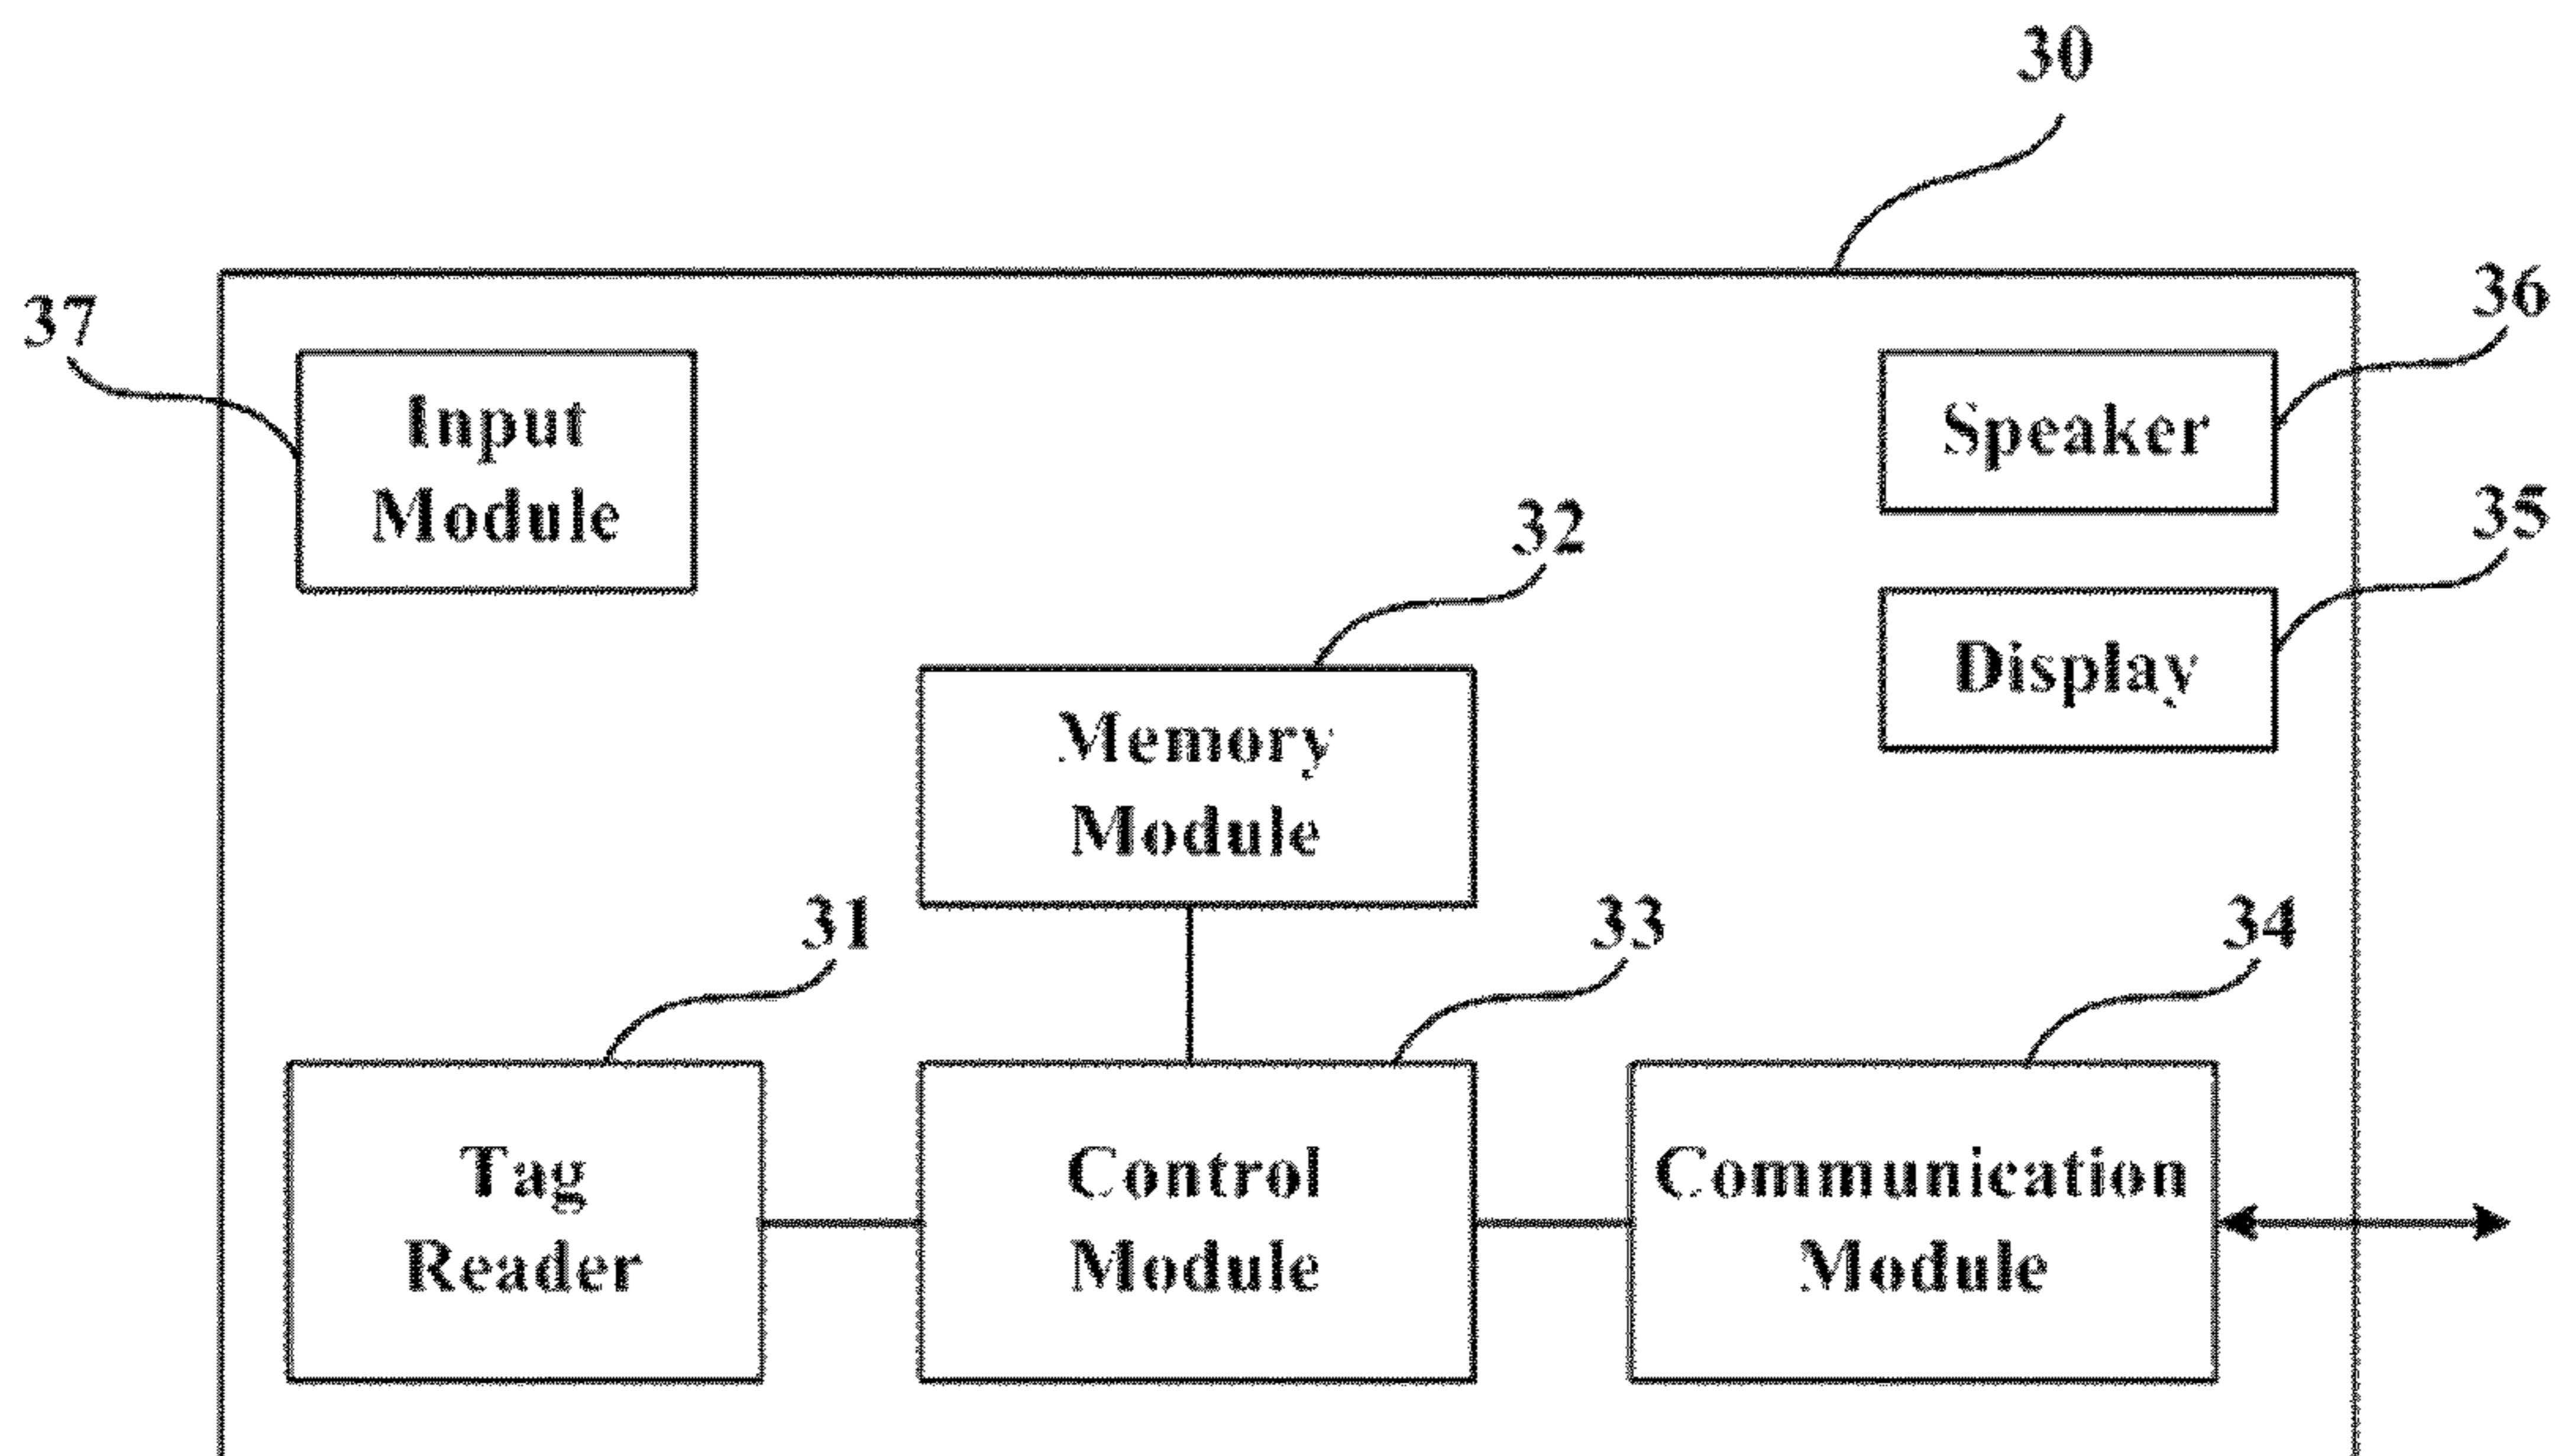 30
37
36
Input
Module
Speaker
35
32
Display
Memory
Module
31
33
34
Tag
Reader
Control
Module
Communication
Module